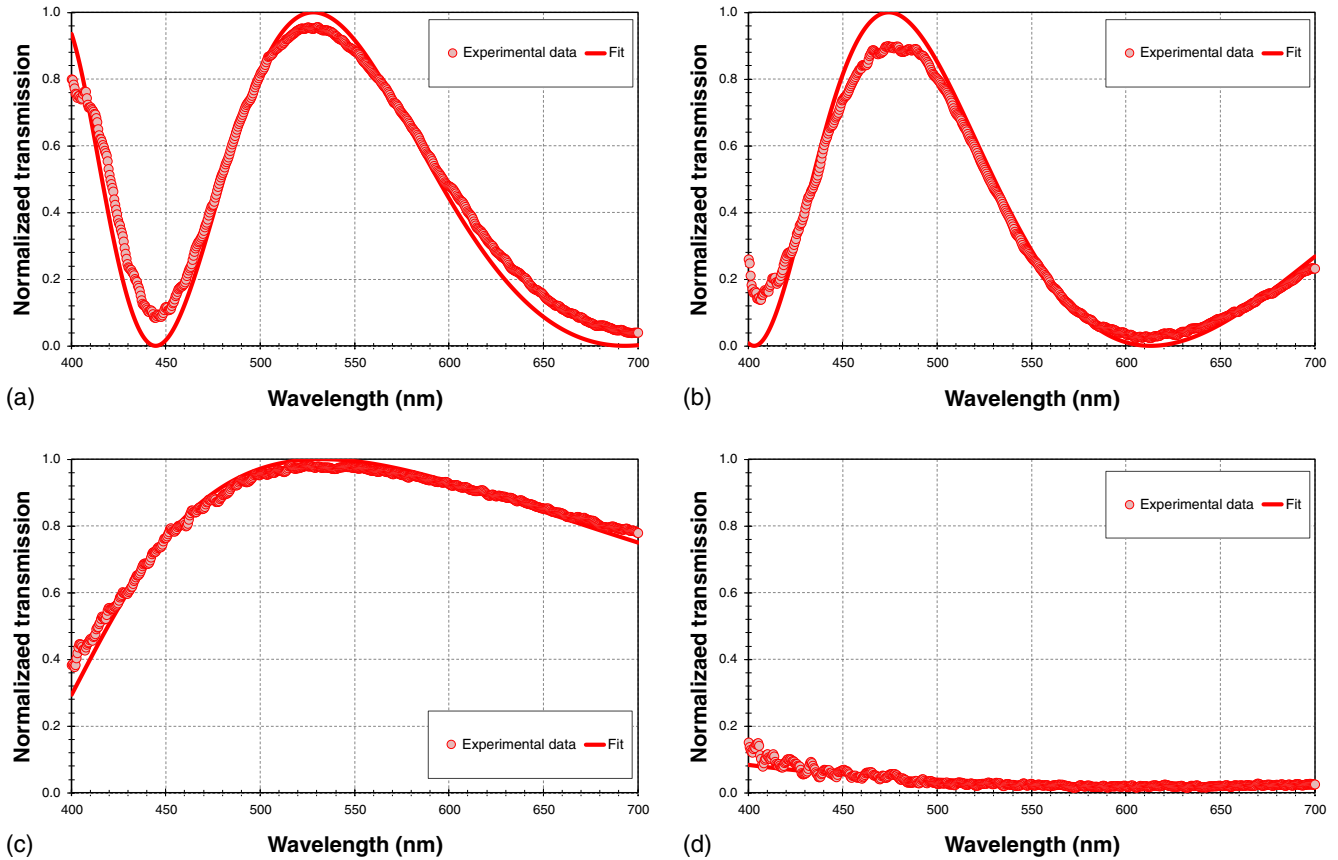 1.0
0.8
0.6
0.4
0.2
0.0
Normalizaed transmission
Experimental data Fit
400 450 500 550 600 650 700
Wavelength (nm)
(a)
1.0
0.8
0.6
0.4
0.2
0.0
Normalizaed transmission
Experimental data Fit
400 450 500 550 600 650 700
Wavelength (nm)
(b)
1.0
0.8
0.6
0.4
0.2
0.0
Normalizaed transmission
Experimental data Fit
400 450 500 550 600 650 700
Wavelength (nm)
(c)
1.0
0.8
0.6
0.4
0.2
0.0
Normalizaed transmission
Experimental data Fit
400 450 500 550 600 650 700
Wavelength (nm)
(d)